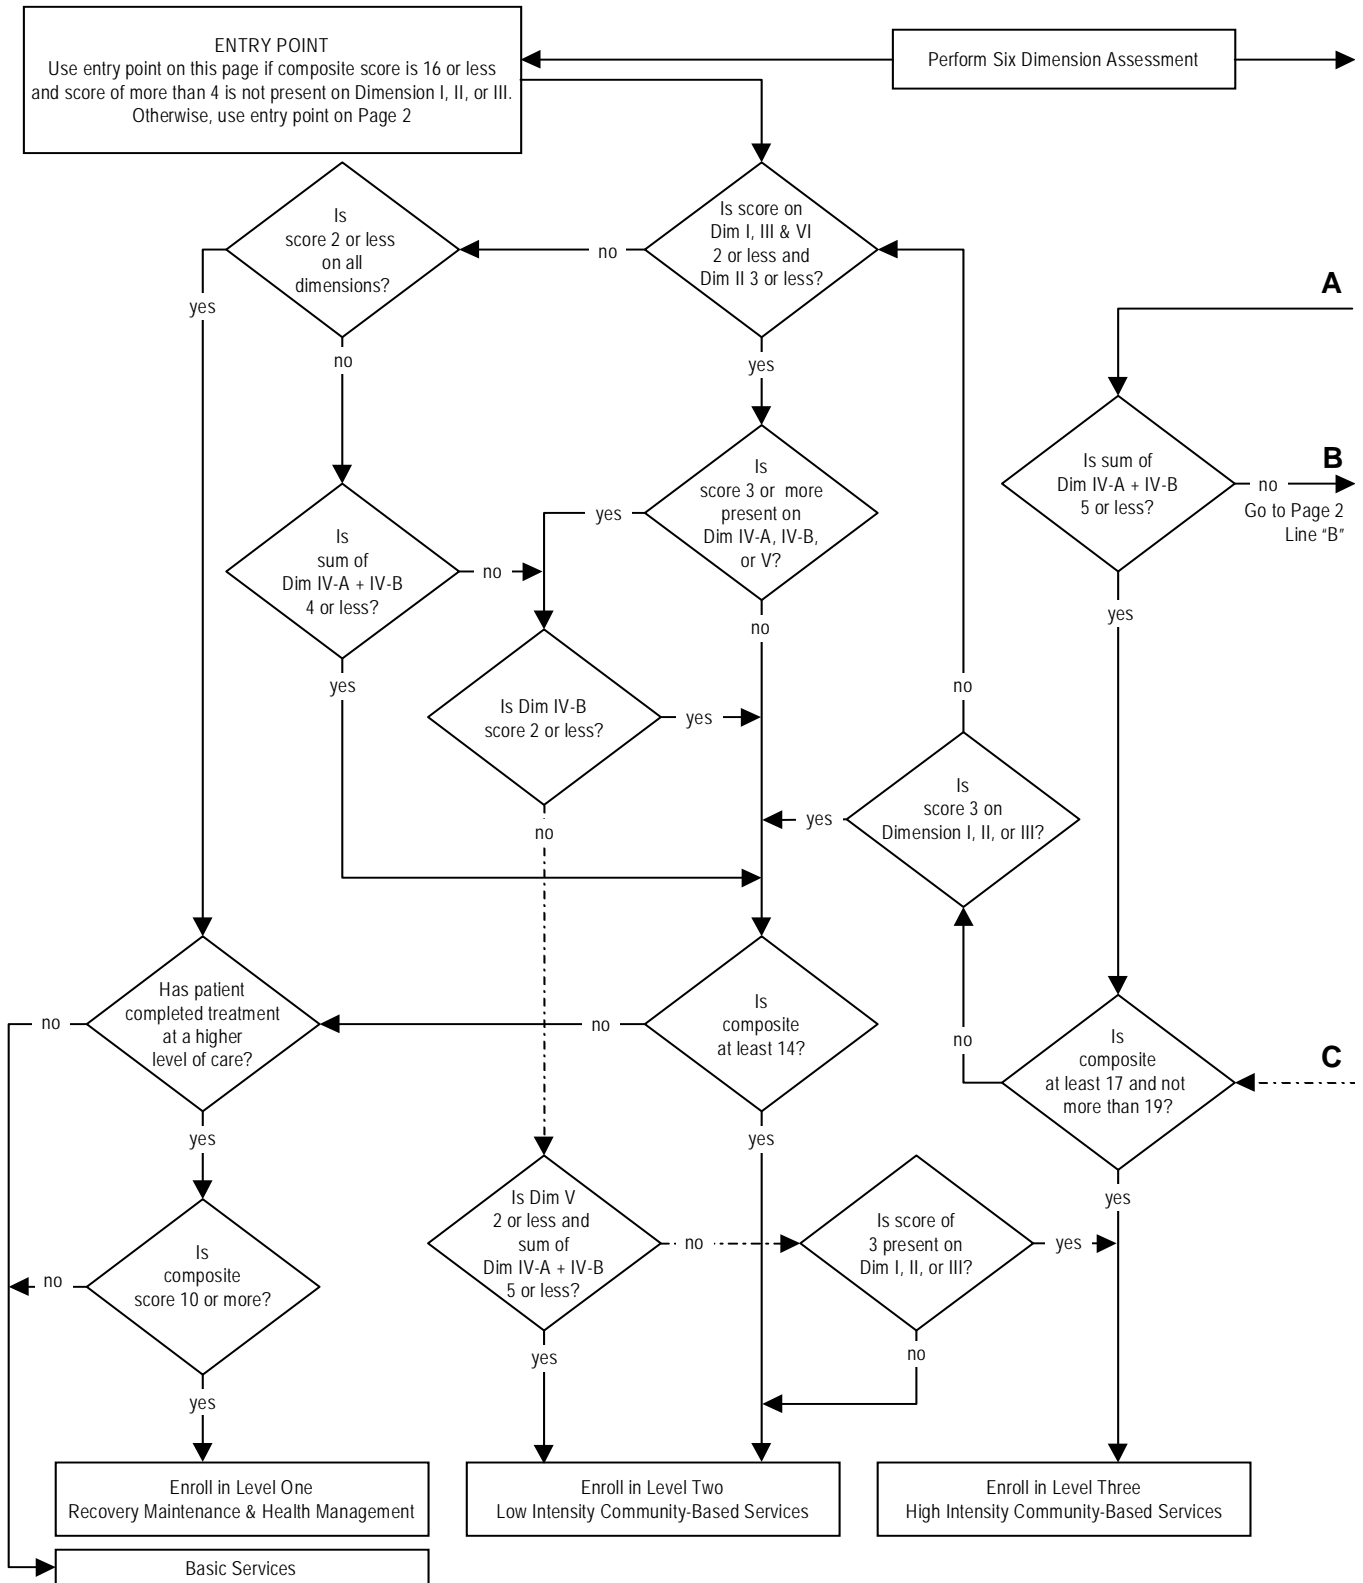 ENTRY POINT
Use entry point on this page if composite score is 16 or less
and score of more than 4 is not present on Dimension I, II, or III.
Otherwise, use entry point on Page 2
Perform Six Dimension Assessment
Is
score 2 or less
on all
dimensions?
no
Is score on
Dim I, III & VI
2 or less and
Dim II 3 or less?
A
yes
no
yes
Is sum of
Dim IV-A + IV-B
5 or less?
no
B
Go to Page 2
Line "B"
Is
score 3 or more
present on
Dim IV-A, IV-B,
or V?
yes
Is
sum of
Dim IV-A + IV-B
4 or less?
no
yes
no
yes
Is Dim IV-B
score 2 or less?
yes
no
Is
score 3 on
Dimension I, II, or III?
yes
no
Has patient
completed treatment
at a higher
level of care?
no
no
Is
composite
at least 14?
no
Is
composite
at least 17 and not
more than 19?
C
yes
yes
yes
Is
composite
score 10 or more?
no
Is Dim V
2 or less and
sum of
Dim IV-A + IV-B
5 or less?
no
Is score of
3 present on
Dim I, II, or III?
yes
yes
yes
no
Enroll in Level One
Recovery Maintenance & Health Management
Enroll in Level Two
Low Intensity Community-Based Services
Enroll in Level Three
High Intensity Community-Based Services
Basic Services